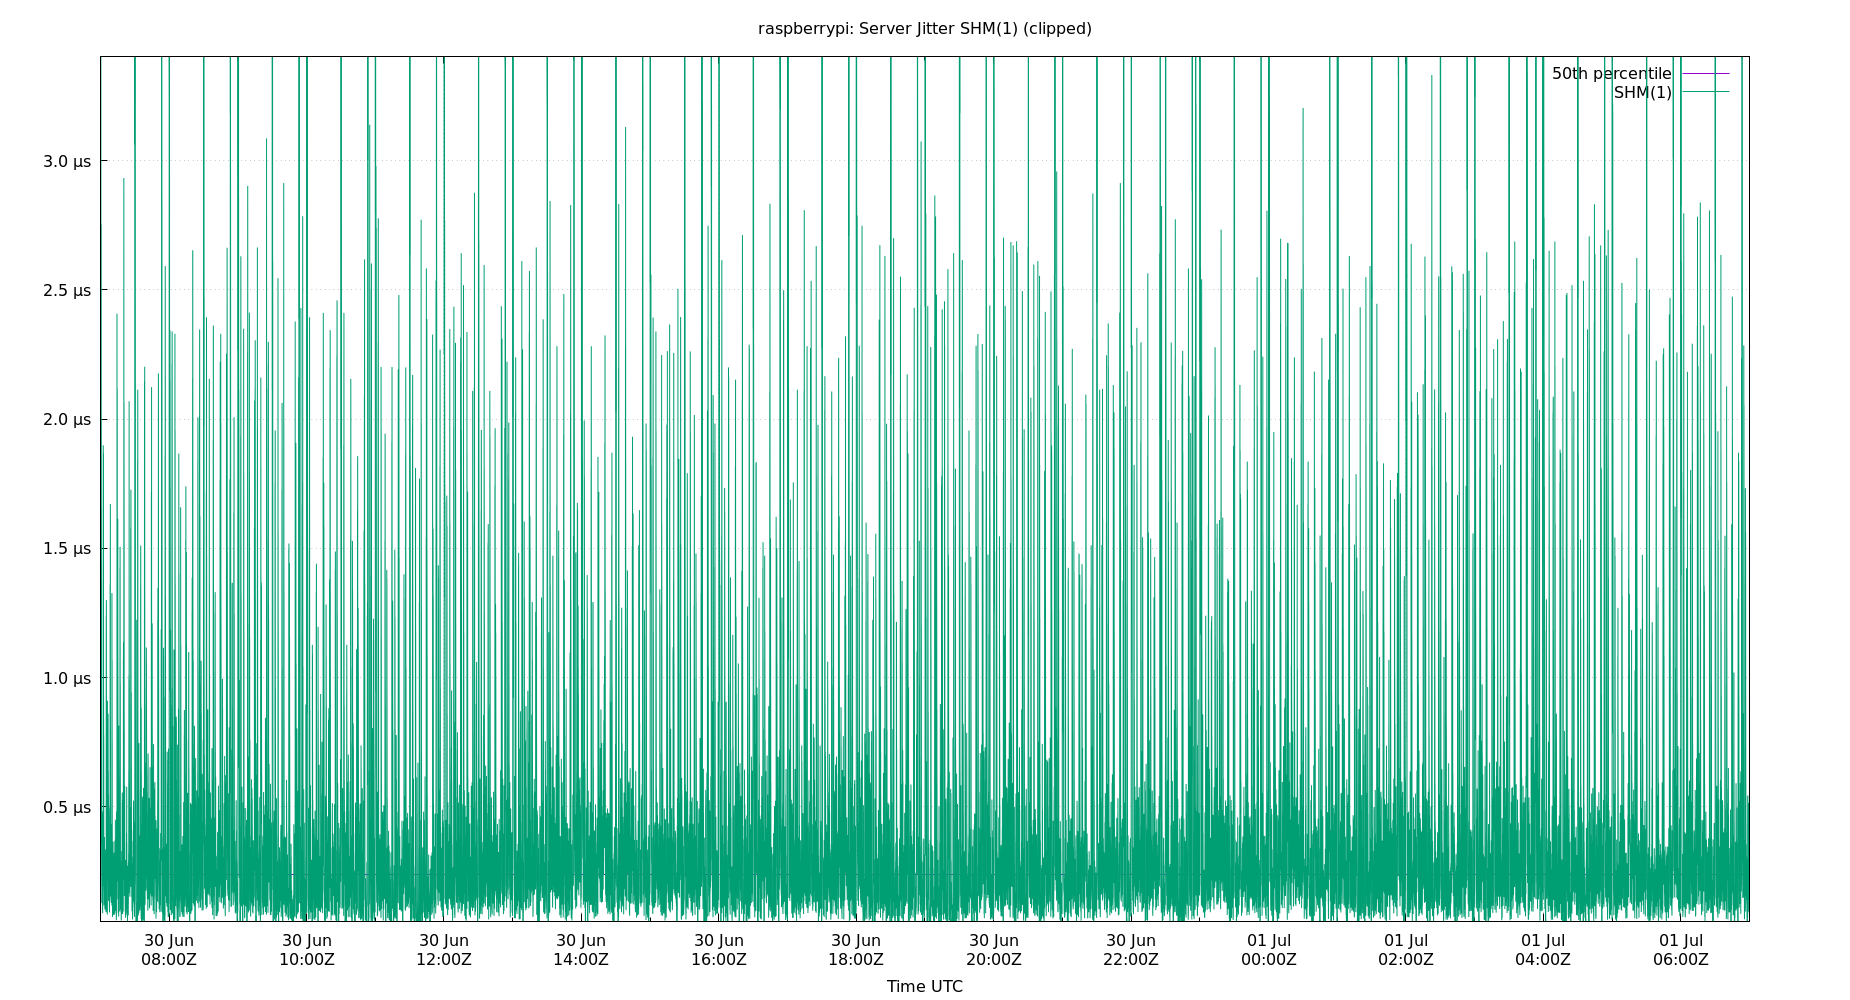 raspberrypi: Server Jitter SHM(1) (clipped)
50th percentile
SHM(1)
3.0 µs
2.5 µs
2.0 µs
1.5 µs
1.0 µs
0.5 µs
30 Jun 30 Jun 30 Jun 30 Jun 30 Jun 30 Jun 30 Jun 30 Jun 01 Jul 01 Jul 01 Jul 01 Jul
08:00Z 10:00Z 12:00Z 14:00Z 16:00Z 18:00Z 20:00Z 22:00Z 00:00Z 02:00Z 04:00Z 06:00Z
Time UTC